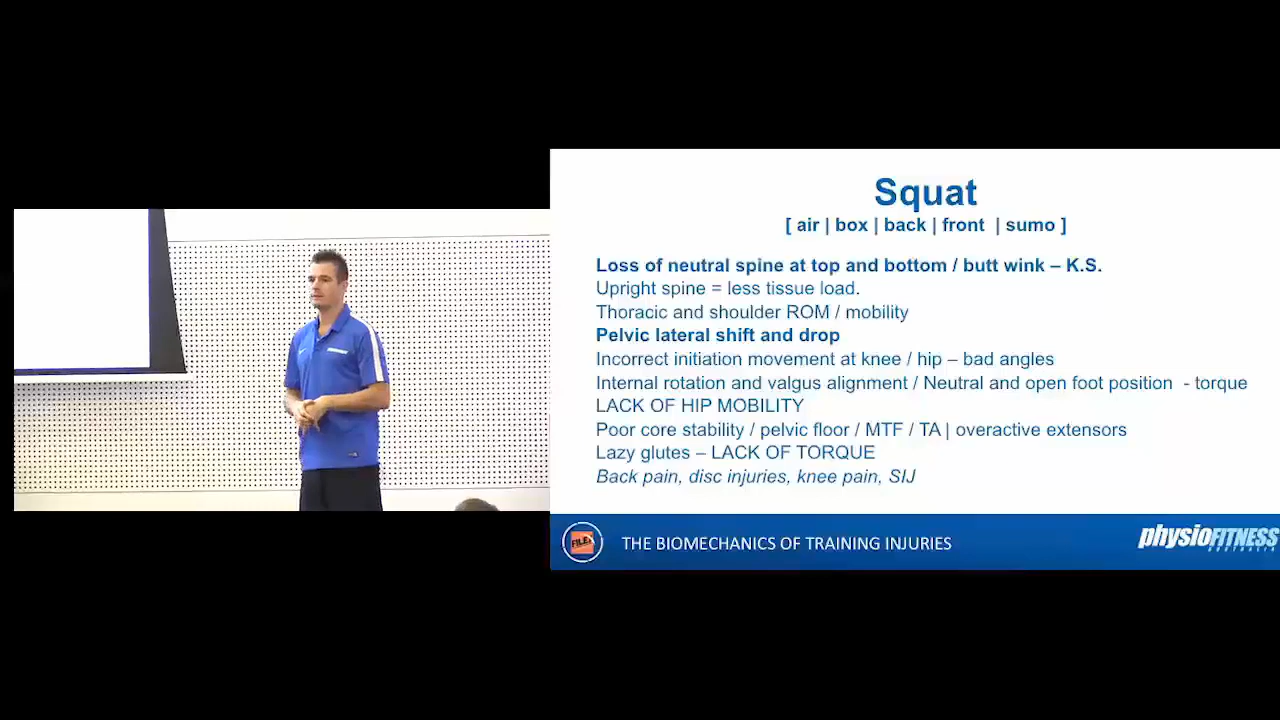 Squat
[ air | box | back | front | sumo ]
Loss of neutral spine at top and bottom / butt wink – K.S.
Upright spine = less tissue load.
Thoracic and shoulder ROM / mobility
Pelvic lateral shift and drop
Incorrect initiation movement at knee / hip – bad angles
Internal rotation and valgus alignment / Neutral and open foot position - torque
LACK OF HIP MOBILITY
Poor core stability / pelvic floor / MTF / TA | overactive extensors
Lazy glutes – LACK OF TORQUE
Back pain, disc injuries, knee pain, SIJ
FILEX
THE BIOMECHANICS OF TRAINING INJURIES
physioFITNESS
AUSTRALIA